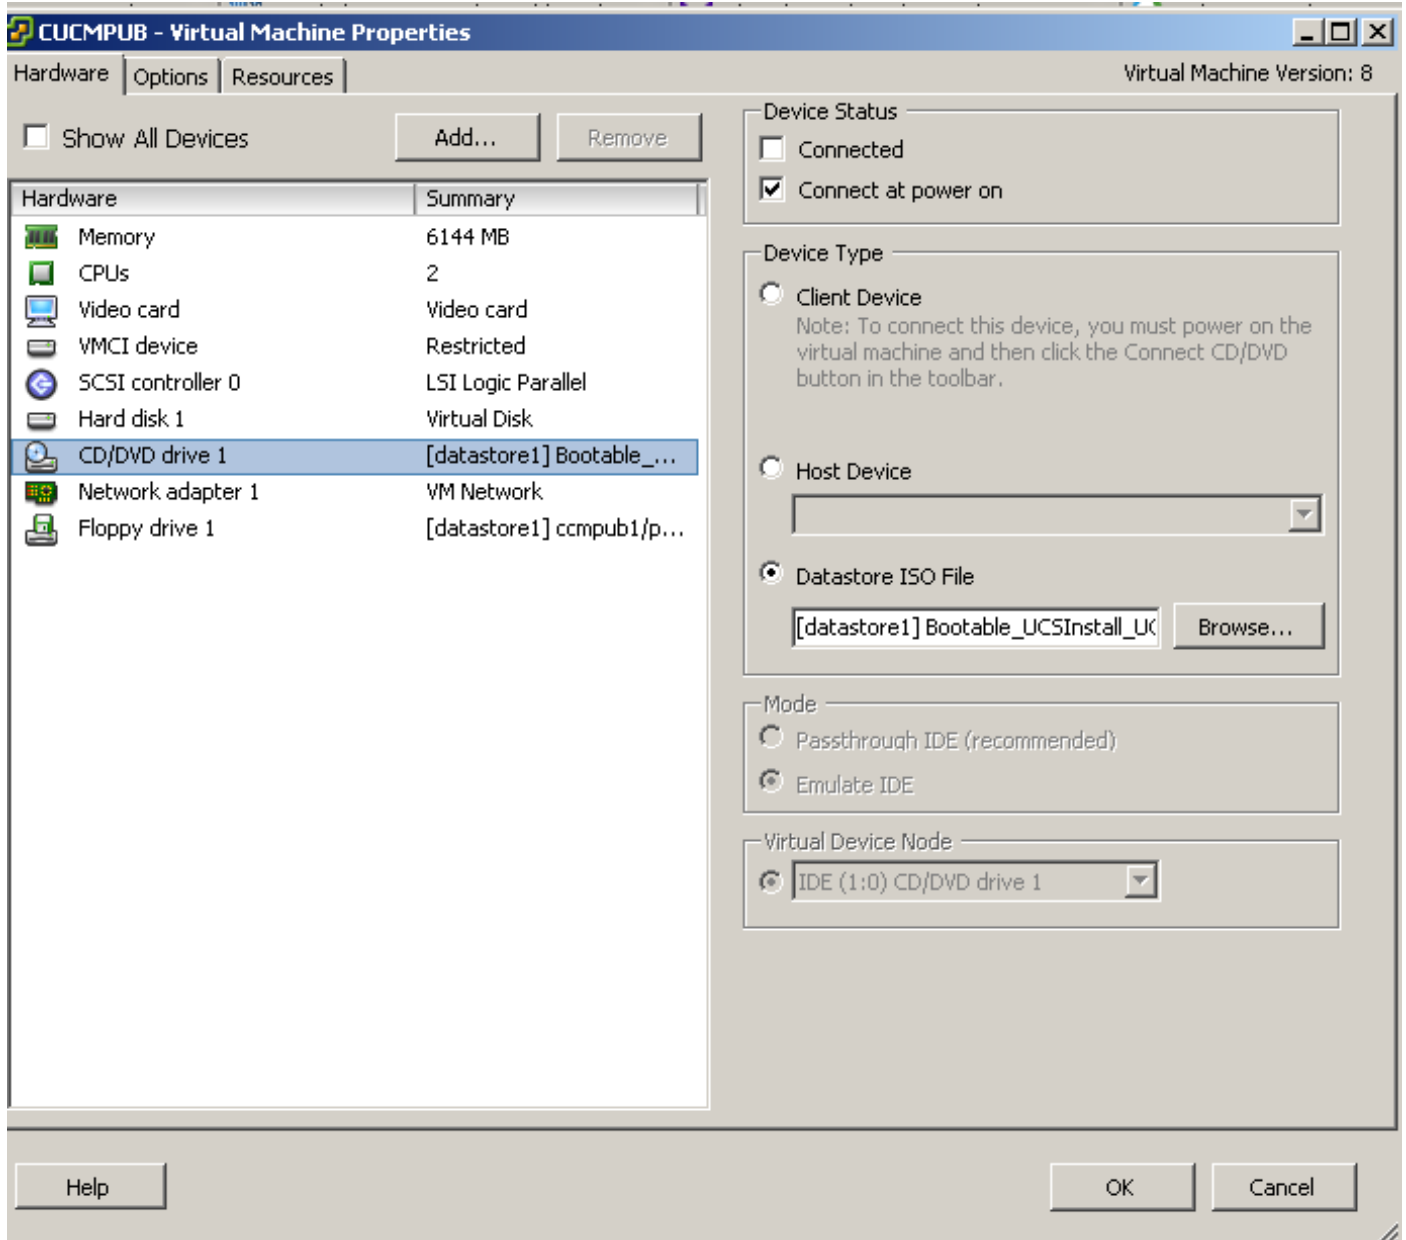 CUCMPUB - Virtual Machine Properties
Hardware Options Resources Virtual Machine Version: 8
Show All Devices Add... Remove
Hardware Summary
Memory 6144 MB
CPUs 2
Video card Video card
VMCI device Restricted
SCSI controller 0 LSI Logic Parallel
Hard disk 1 Virtual Disk
CD/DVD drive 1 [datastore1] Bootable_...
Network adapter 1 VM Network
Floppy drive 1 [datastore1] ccmpub1/p...
Device Status
Connected
Connect at power on
Device Type
Client Device
Note: To connect this device, you must power on the
virtual machine and then click the Connect CD/DVD
button in the toolbar.
Host Device
Datastore ISO File
[datastore1] Bootable_UCSInstall_UC Browse...
Mode
Passthrough IDE (recommended)
Emulate IDE
Virtual Device Node
IDE (1:0) CD/DVD drive 1
Help OK Cancel